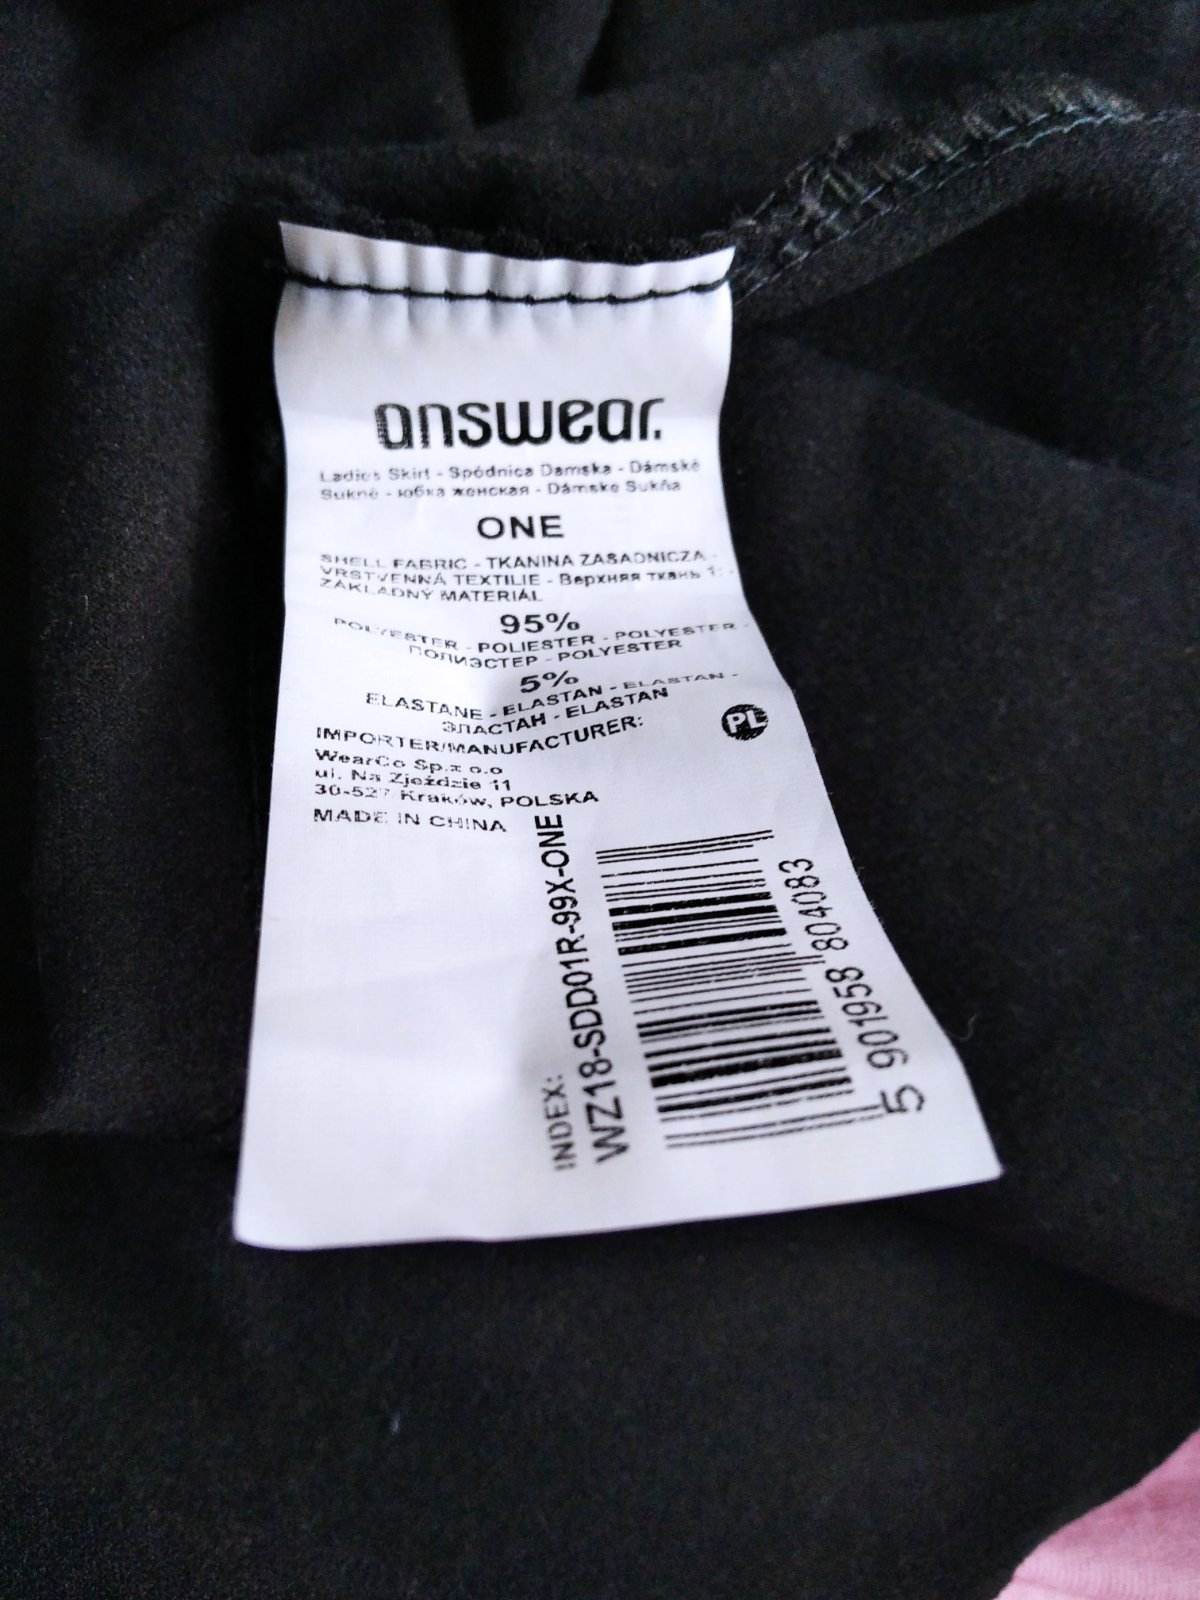 answear.
Ladies Skirt - Spódnica Damska - Dámské
Sukně - юбка женская - Dámske Sukňa
ONE
SHELL FABRIC - TKANINA ZASADNICZA -
VRSTVENNÁ TEXTILIE - Верхняя ткань 1: -
ZÁKLADNÝ MATERIÁL
95%
POLYESTER - POLIESTER - POLYESTER -
ПОЛИЭСТЕР - POLYESTER
5%
ELASTANE - ELASTAN - ELASTAN -
ЭЛАСТАН - ELASTAN
IMPORTER/MANUFACTURER:
PL
WearCo Sp.z o.o
ul. Na Zjeździe 11
30-527 Kraków, POLSKA
MADE IN CHINA
INDEX:
WZ18-SDD01R-99X-ONE
5 901958 804083